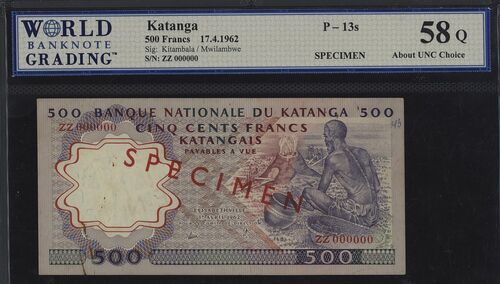 WORLD
BANKNOTE
GRADING™
Katanga
500 Francs 17.4.1962
Sig: Kitambala / Mwilambwe
S/N: ZZ 000000
P – 13s
SPECIMEN
58 Q
About UNC Choice
500 BANQUE NATIONALE DU KATANGA 500
ZZ 000000
CINQ CENTS FRANCS
KATANGAIS
PAYABLES A VUE
SPECIMEN
ELISABETHVILLE
ZZ 000000
500
500